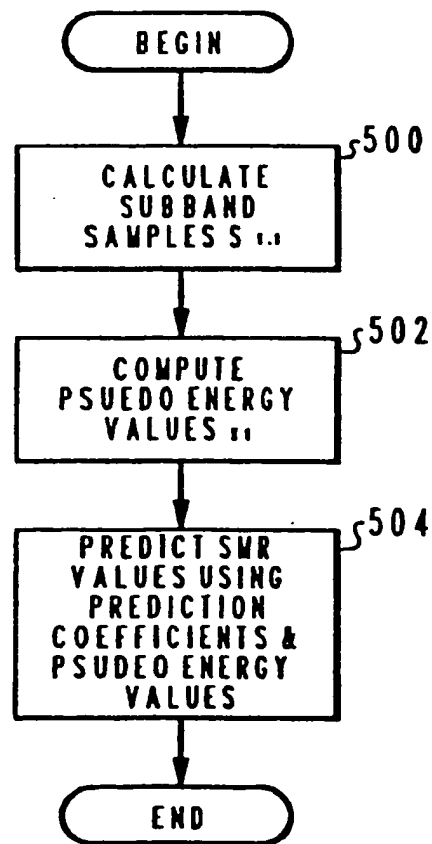 BEGIN
500
CALCULATE
SUBBAND
SAMPLES S
502
COMPUTE
PSUEDO ENERGY
VALUES
504
PREDICT SMR
VALUES USING
PREDICTION
COEFFICIENTS &
PSUDEO ENERGY
VALUES
END